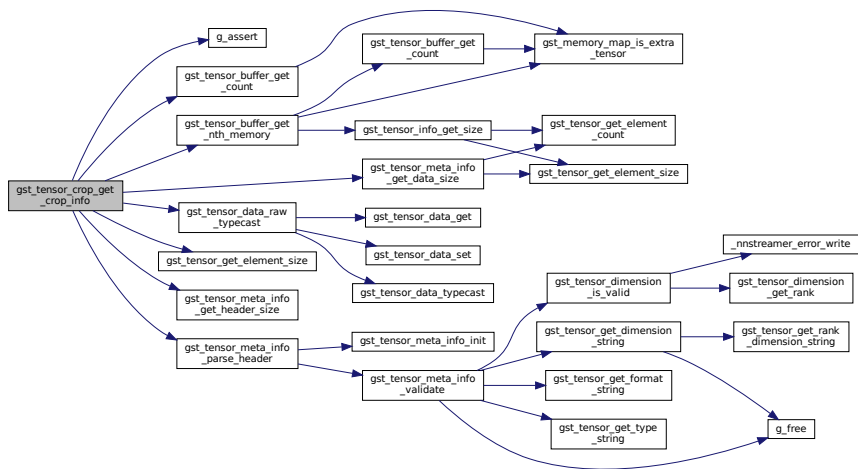 gst_tensor_crop_get
_crop_info
g_assert
gst_tensor_buffer_get
_count
gst_tensor_buffer_get
_nth_memory
gst_tensor_buffer_get
_count
gst_memory_map_is_extra
_tensor
gst_tensor_info_get_size
gst_tensor_get_element
_count
gst_tensor_meta_info
_get_data_size
gst_tensor_get_element_size
gst_tensor_data_raw
_typecast
gst_tensor_data_get
gst_tensor_data_set
gst_tensor_data_typecast
gst_tensor_get_element_size
gst_tensor_meta_info
_get_header_size
gst_tensor_meta_info
_parse_header
gst_tensor_meta_info_init
gst_tensor_meta_info
_validate
gst_tensor_dimension
_is_valid
_nnstreamer_error_write
gst_tensor_dimension
_get_rank
gst_tensor_get_dimension
_string
gst_tensor_get_rank
_dimension_string
gst_tensor_get_format
_string
gst_tensor_get_type
_string
g_free